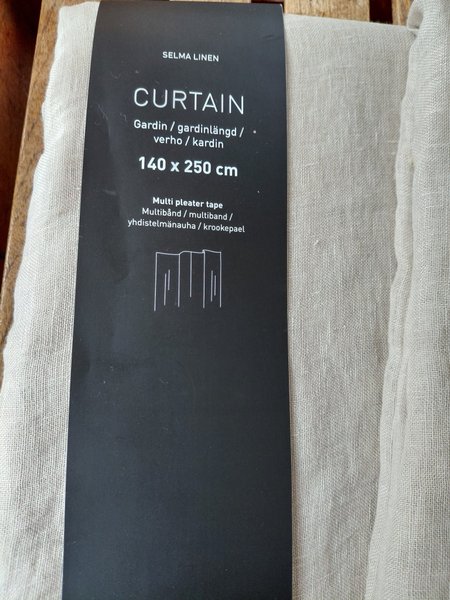 SELMA LINEN
CURTAIN
Gardin / gardinlängd /
verho / kardin
140 x 250 cm
Multi pleater tape
Multibånd / multiband /
yhdistelmänauha / krookepael